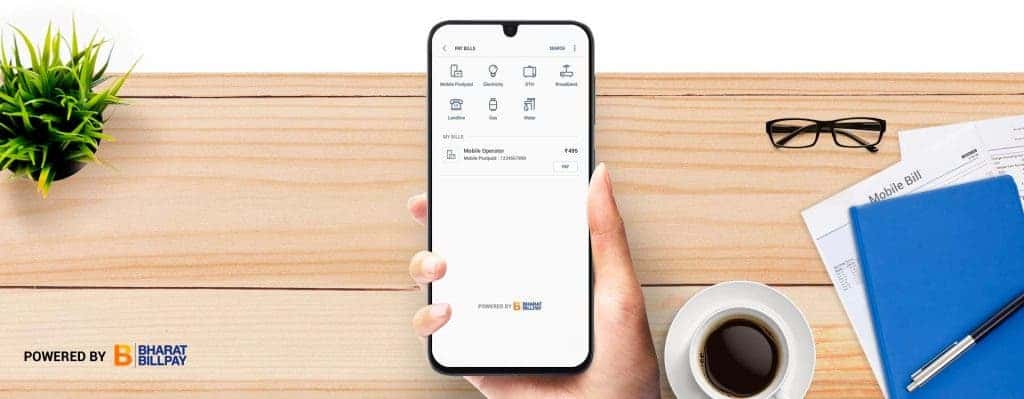 PAY BILLS SEARCH
Mobile Postpaid Electricity DTH Broadband
Landline Gas Water
MY BILLS
Mobile Operator ₹495
Mobile Postpaid : 1234567890
PAY
POWERED BY BHARAT BILLPAY
Mobile Bill
POWERED BY BHARAT BILLPAY